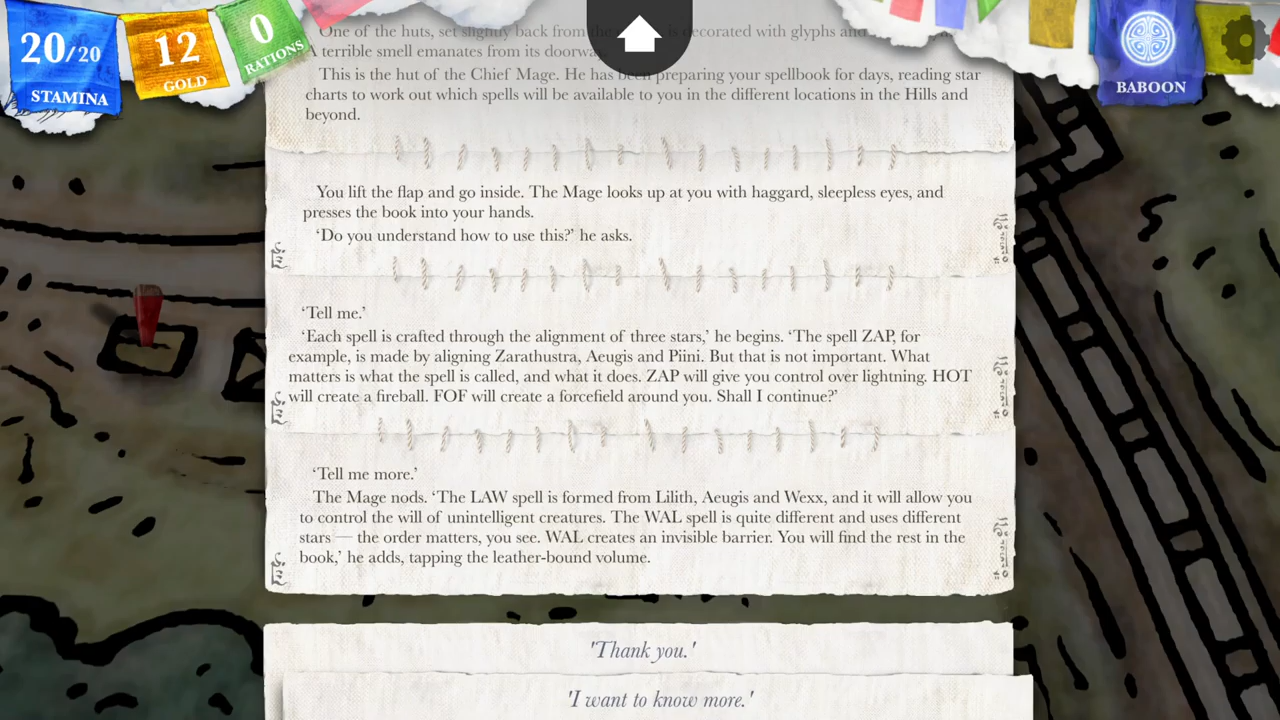 20/20
STAMINA
12
GOLD
0
RATIONS
BABOON
One of the huts, set slightly back from the is decorated with glyphs and
A terrible smell emanates from its doorway.
This is the hut of the Chief Mage. He has been preparing your spellbook for days, reading star
charts to work out which spells will be available to you in the different locations in the Hills and
beyond.
You lift the flap and go inside. The Mage looks up at you with haggard, sleepless eyes, and
presses the book into your hands.
‘Do you understand how to use this?’ he asks.
‘Tell me.’
‘Each spell is crafted through the alignment of three stars,’ he begins. ‘The spell ZAP, for
example, is made by aligning Zarathustra, Aeugis and Piini. But that is not important. What
matters is what the spell is called, and what it does. ZAP will give you control over lightning. HOT
will create a fireball. FOF will create a forcefield around you. Shall I continue?’
‘Tell me more.’
The Mage nods. ‘The LAW spell is formed from Lilith, Aeugis and Wexx, and it will allow you
to control the will of unintelligent creatures. The WAL spell is quite different and uses different
stars — the order matters, you see. WAL creates an invisible barrier. You will find the rest in the
book,’ he adds, tapping the leather-bound volume.
'Thank you.'
'I want to know more.'